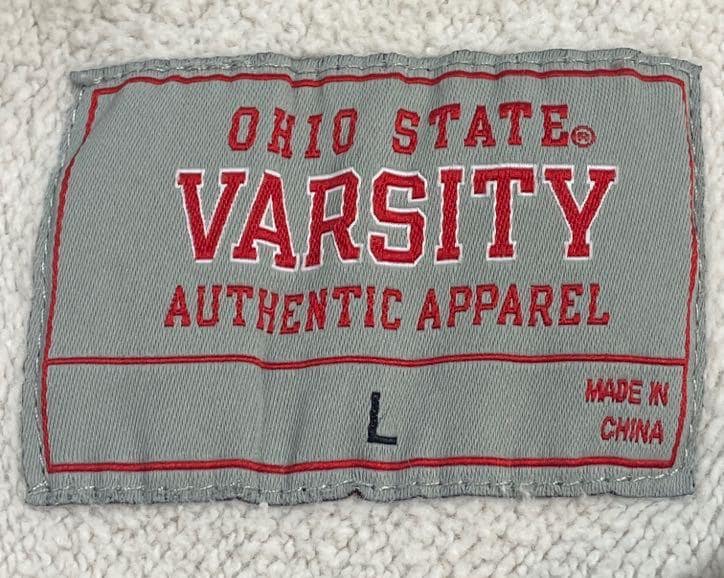 OHIO STATE®
VARSITY
AUTHENTIC APPAREL
L
MADE IN
CHINA